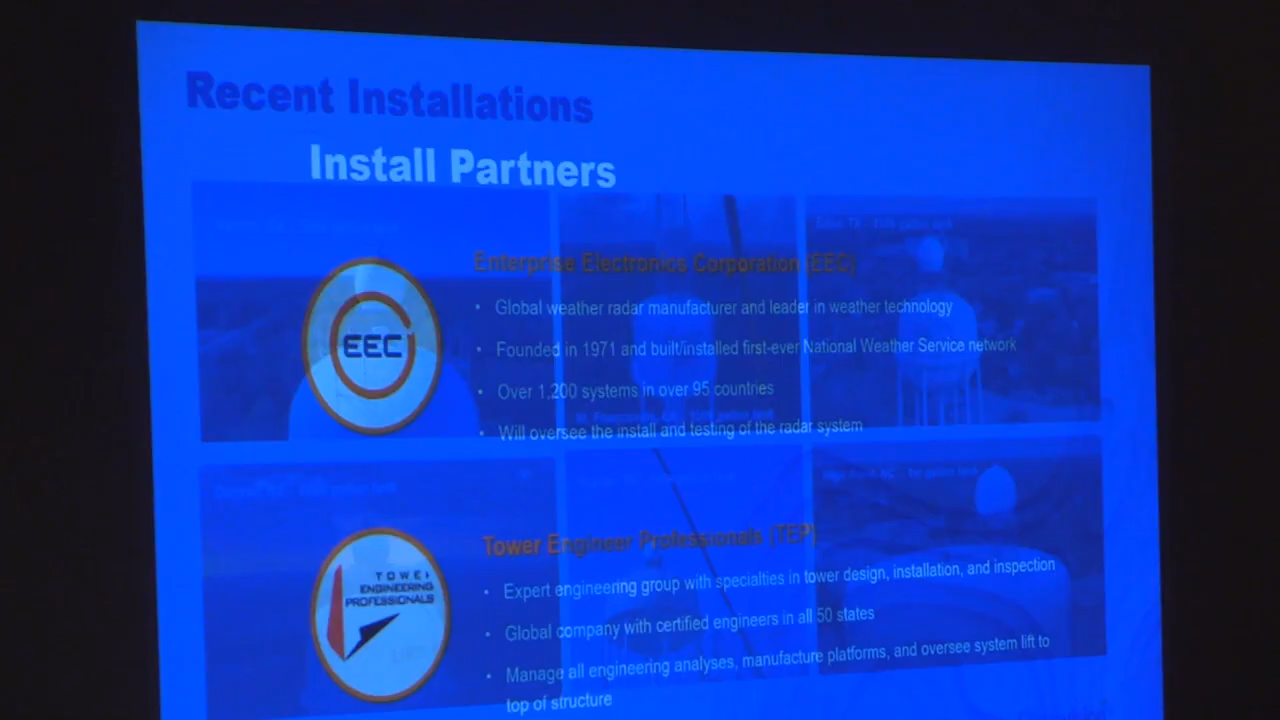 Recent Installations
Install Partners
Enterprise Electronics Corporation (EEC)
EEC
• Global weather radar manufacturer and leader in weather technology
• Founded in 1971 and built/installed first-ever National Weather Service network
• Over 1,200 systems in over 95 countries
• Will oversee the install and testing of the radar system
Tower Engineer Professionals (TEP)
TOWER
ENGINEERING
PROFESSIONALS
• Expert engineering group with specialties in tower design, installation, and inspection
• Global company with certified engineers in all 50 states
• Manage all engineering analyses, manufacture platforms, and oversee system lift to
top of structure